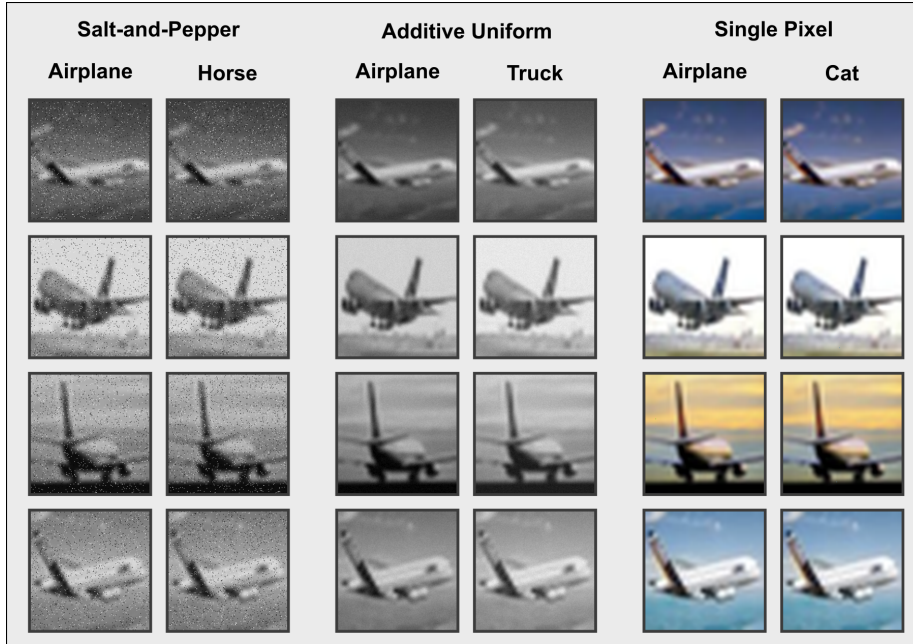 Salt-and-Pepper
Additive Uniform
Single Pixel
Airplane
Horse
Airplane
Truck
Airplane
Cat